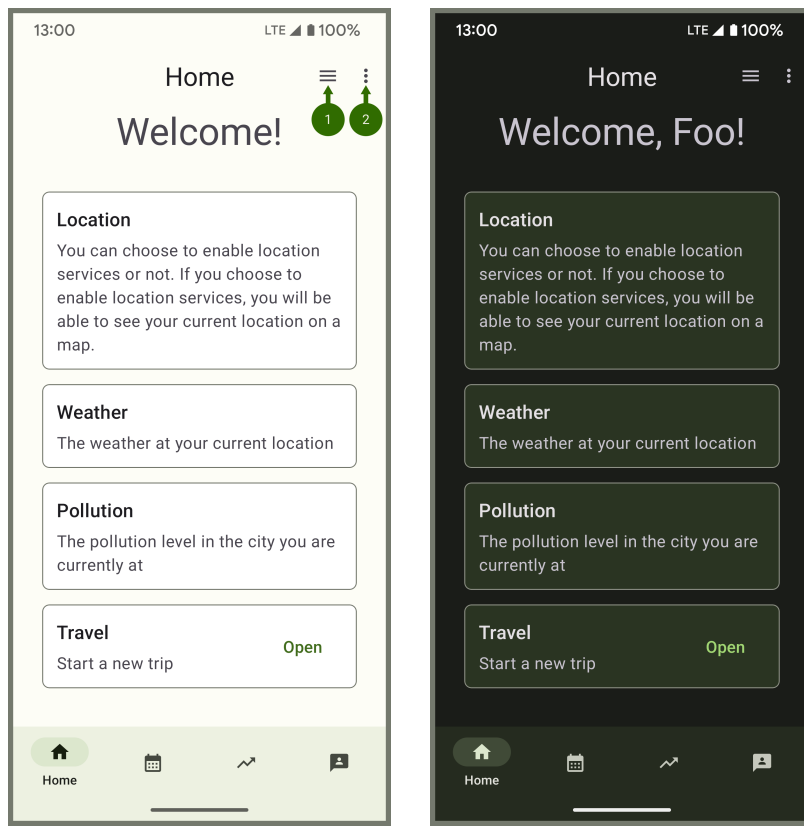 13:00 LTE 100%
Home
1 2
Welcome!
Location
You can choose to enable location
services or not. If you choose to
enable location services, you will be
able to see your current location on a
map.
Weather
The weather at your current location
Pollution
The pollution level in the city you are
currently at
Travel
Start a new trip
Open
Home
13:00 LTE 100%
Home
Welcome, Foo!
Location
You can choose to enable location
services or not. If you choose to
enable location services, you will be
able to see your current location on a
map.
Weather
The weather at your current location
Pollution
The pollution level in the city you are
currently at
Travel
Start a new trip
Open
Home